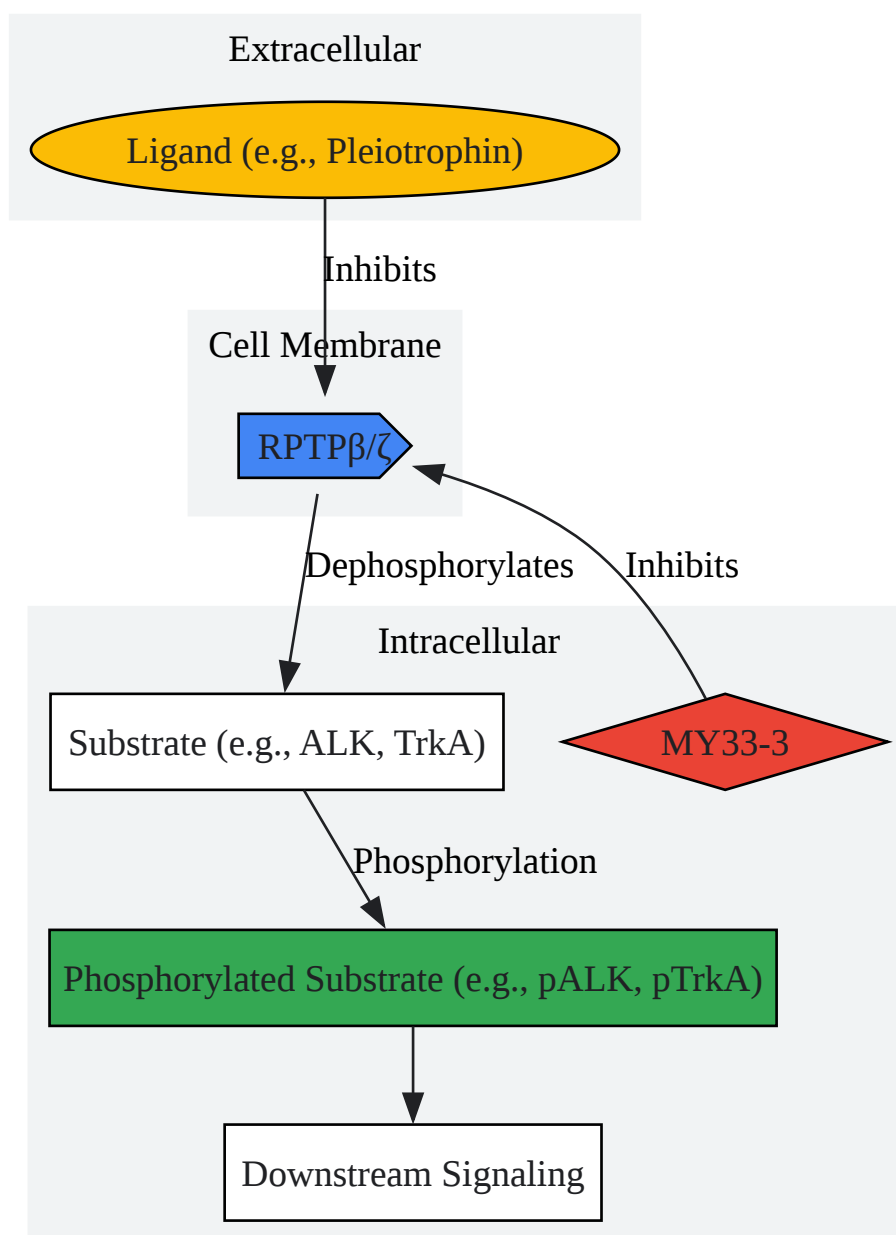 Extracellular
Ligand (e.g., Pleiotrophin)
Inhibits
Cell Membrane
RPTPβ/ζ
Dephosphorylates
Inhibits
Intracellular
Substrate (e.g., ALK, TrkA)
MY33-3
Phosphorylation
Phosphorylated Substrate (e.g., pALK, pTrkA)
Downstream Signaling